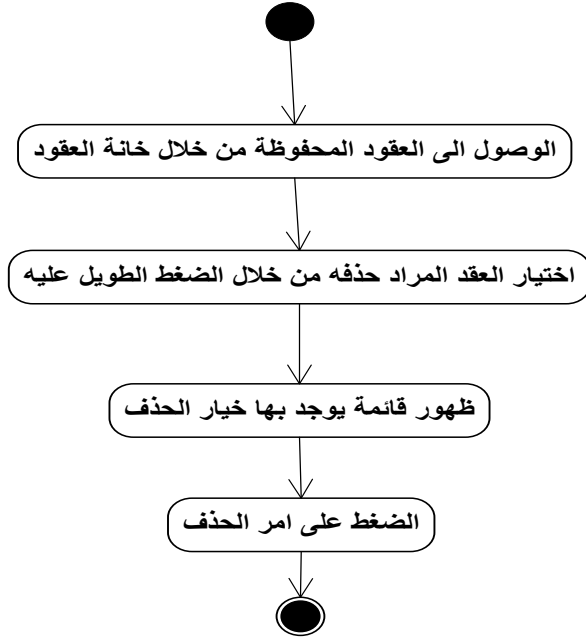 الوصول الى العقود المحفوظة من خلال خانة العقود
اختيار العقد المراد حذفه من خلال الضغط الطويل عليه
ظهور قائمة يوجد بها خيار الحذف
الضغط على امر الحذف